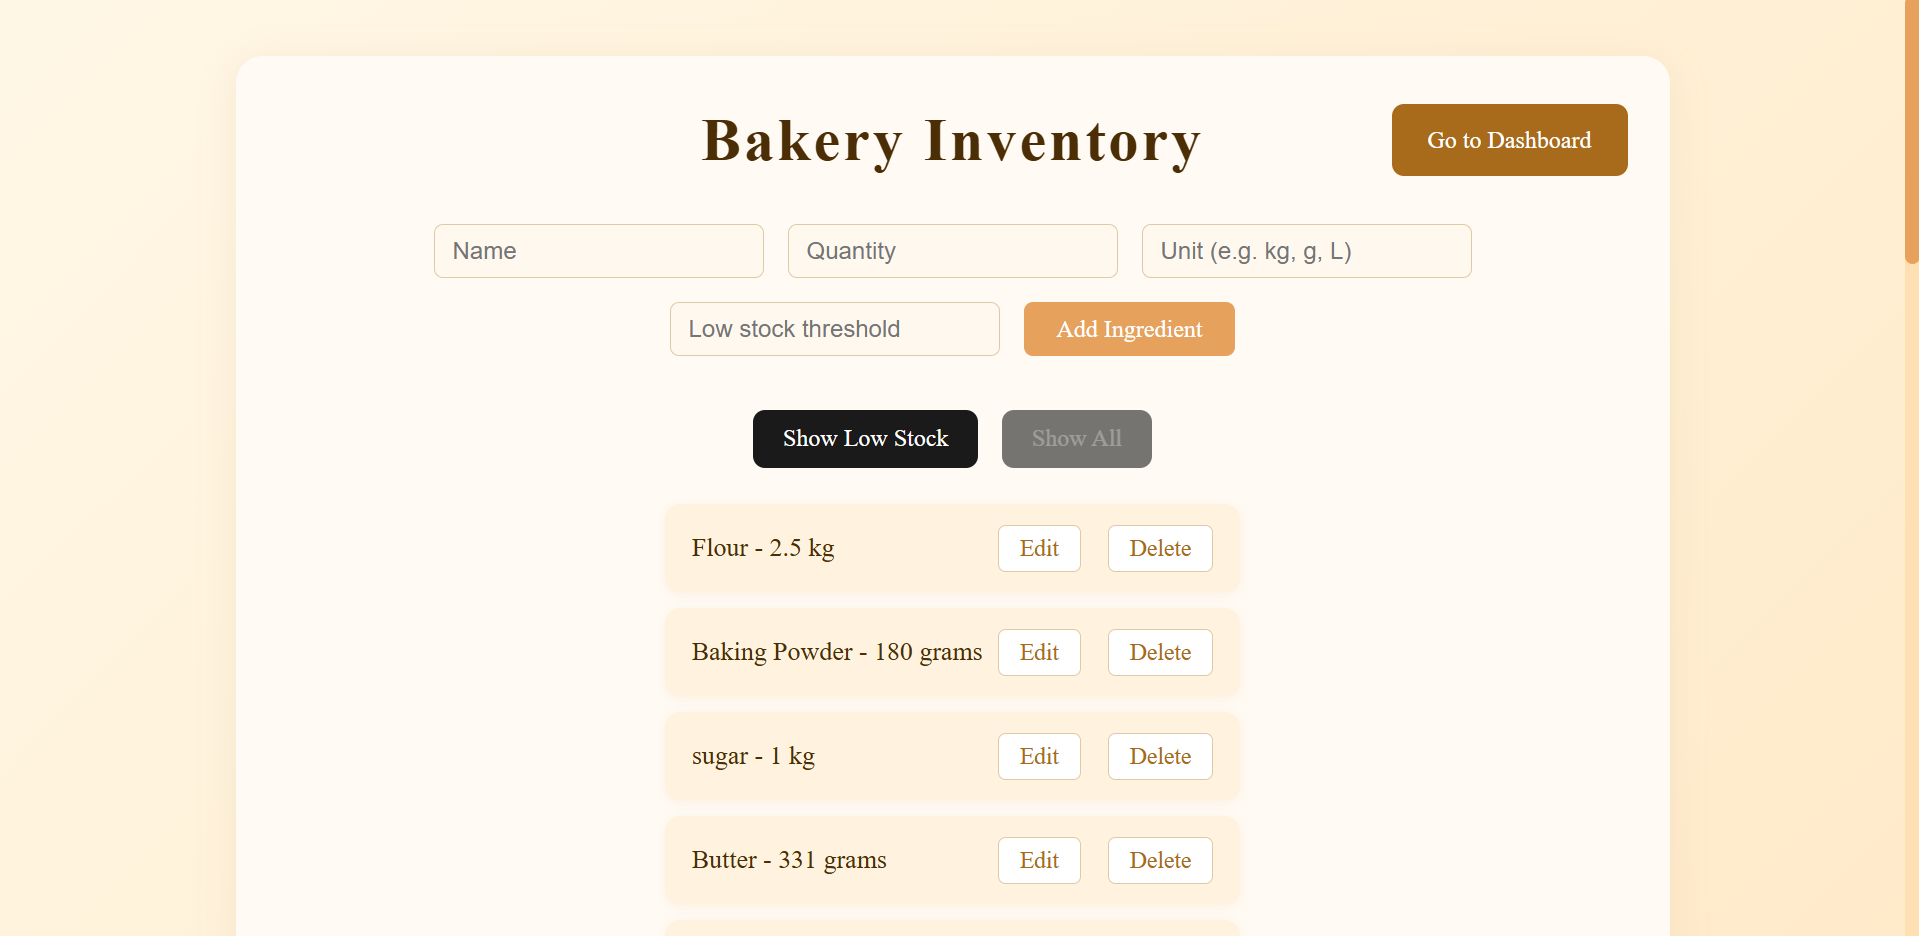 Bakery Inventory
Go to Dashboard
Name
Quantity
Unit (e.g. kg, g, L)
Low stock threshold
Add Ingredient
Show Low Stock
Show All
Flour - 2.5 kg
Edit
Delete
Baking Powder - 180 grams
Edit
Delete
sugar - 1 kg
Edit
Delete
Butter - 331 grams
Edit
Delete